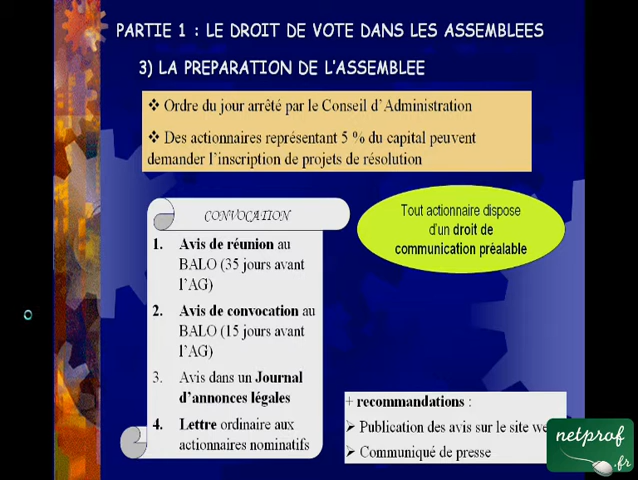 PARTIE 1 : LE DROIT DE VOTE DANS LES ASSEMBLEES
3) LA PREPARATION DE L'ASSEMBLEE
❖ Ordre du jour arrêté par le Conseil d'Administration
❖ Des actionnaires représentant 5 % du capital peuvent
demander l'inscription de projets de résolution
CONVOCATION
1. Avis de réunion au
BALO (35 jours avant
l'AG)
2. Avis de convocation au
BALO (15 jours avant
l'AG)
3. Avis dans un Journal
d'annonces légales
4. Lettre ordinaire aux
actionnaires nominatifs
Tout actionnaire dispose
d'un droit de
communication préalable
+ recommandations :
➢ Publication des avis sur le site we
➢ Communiqué de presse
netprof
.fr